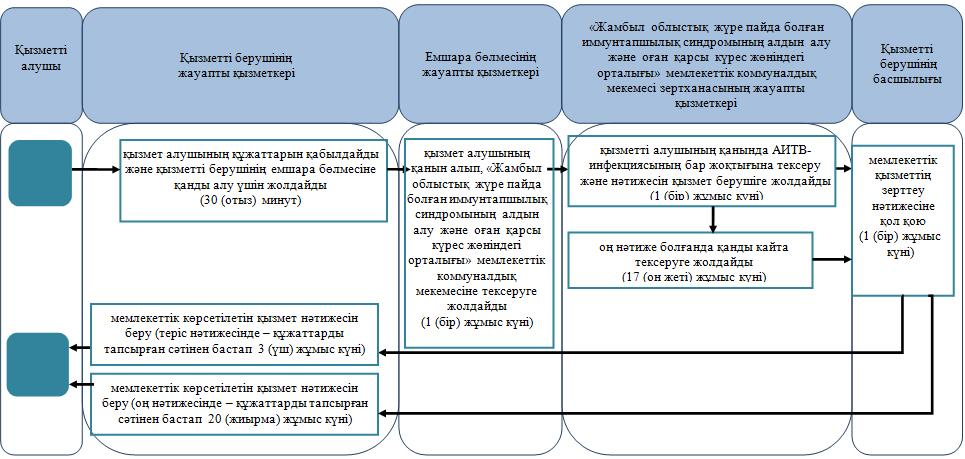 Қызметті
алушы
Қызметті берушінің
жауапты қызметкері
Емшара бөлмесінің
жауапты қызметкері
«Жамбыл облыстық жүре пайда болған
иммунтапшылық синдромының алдын алу
және оған қарсы күрес жөніндегі
орталығы» мемлекеттік коммуналдық
мекемесі зертханасының жауапты
қызметкері
Қызметті
берушінің
басшылығы
қызмет алушының құжаттарын қабылдайды
және қызметті берушінің емшара бөлмесіне
қанды алу үшін жолдайды
(30 (отыз) минут)
қызмет алушының
қанын алып, «Жамбыл
облыстық жүре пайда
болған иммунтапшылық
синдромының алдын
алу және оған қарсы
күрес жөніндегі
орталығы» мемлекеттік
коммуналдық
мекемесіне тексеруге
жолдайды
(1 (бір) жұмыс күні)
қызметті алушының қанында АИТВ-
инфекциясының бар жоқтығына тексеру
және нәтижесін қызмет берушіге жолдайды
(1 (бір) жұмыс күні)
оң нәтиже болғанда қанды кайта
тексеруге жолдайды
(17 (он жеті) жұмыс күні)
мемлекеттік
қызметтің
зерттеу
нәтижесіне
қол қою
(1 (бір) жұмыс
күні)
мемлекеттік көрсетілетін қызмет нәтижесін
беру (теріс нәтижесінде – құжаттарды
тапсырған сәтінен бастап 3 (үш) жұмыс күні)
мемлекеттік көрсетілетін қызмет нәтижесін
беру (оң нәтижесінде – құжаттарды тапсырған
сәтінен бастап 20 (жиырма) жұмыс күні)